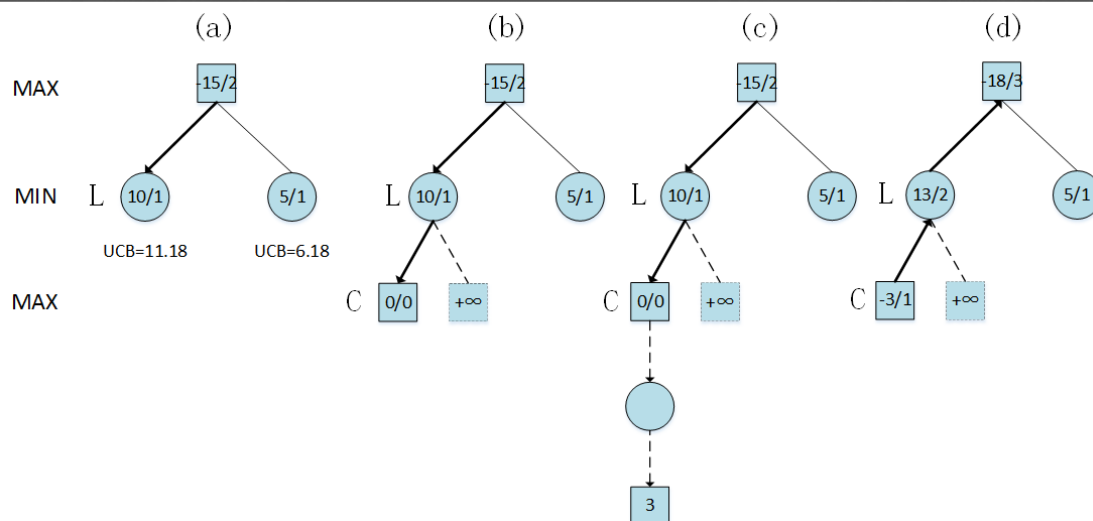 (a) (b) (c) (d)
MAX -15/2 -15/2 -15/2 -18/3
MIN L 10/1 5/1 L 10/1 5/1 L 10/1 5/1 L 13/2 5/1
UCB=11.18 UCB=6.18
MAX C 0/0 +∞ C 0/0 +∞ C -3/1 +∞
3